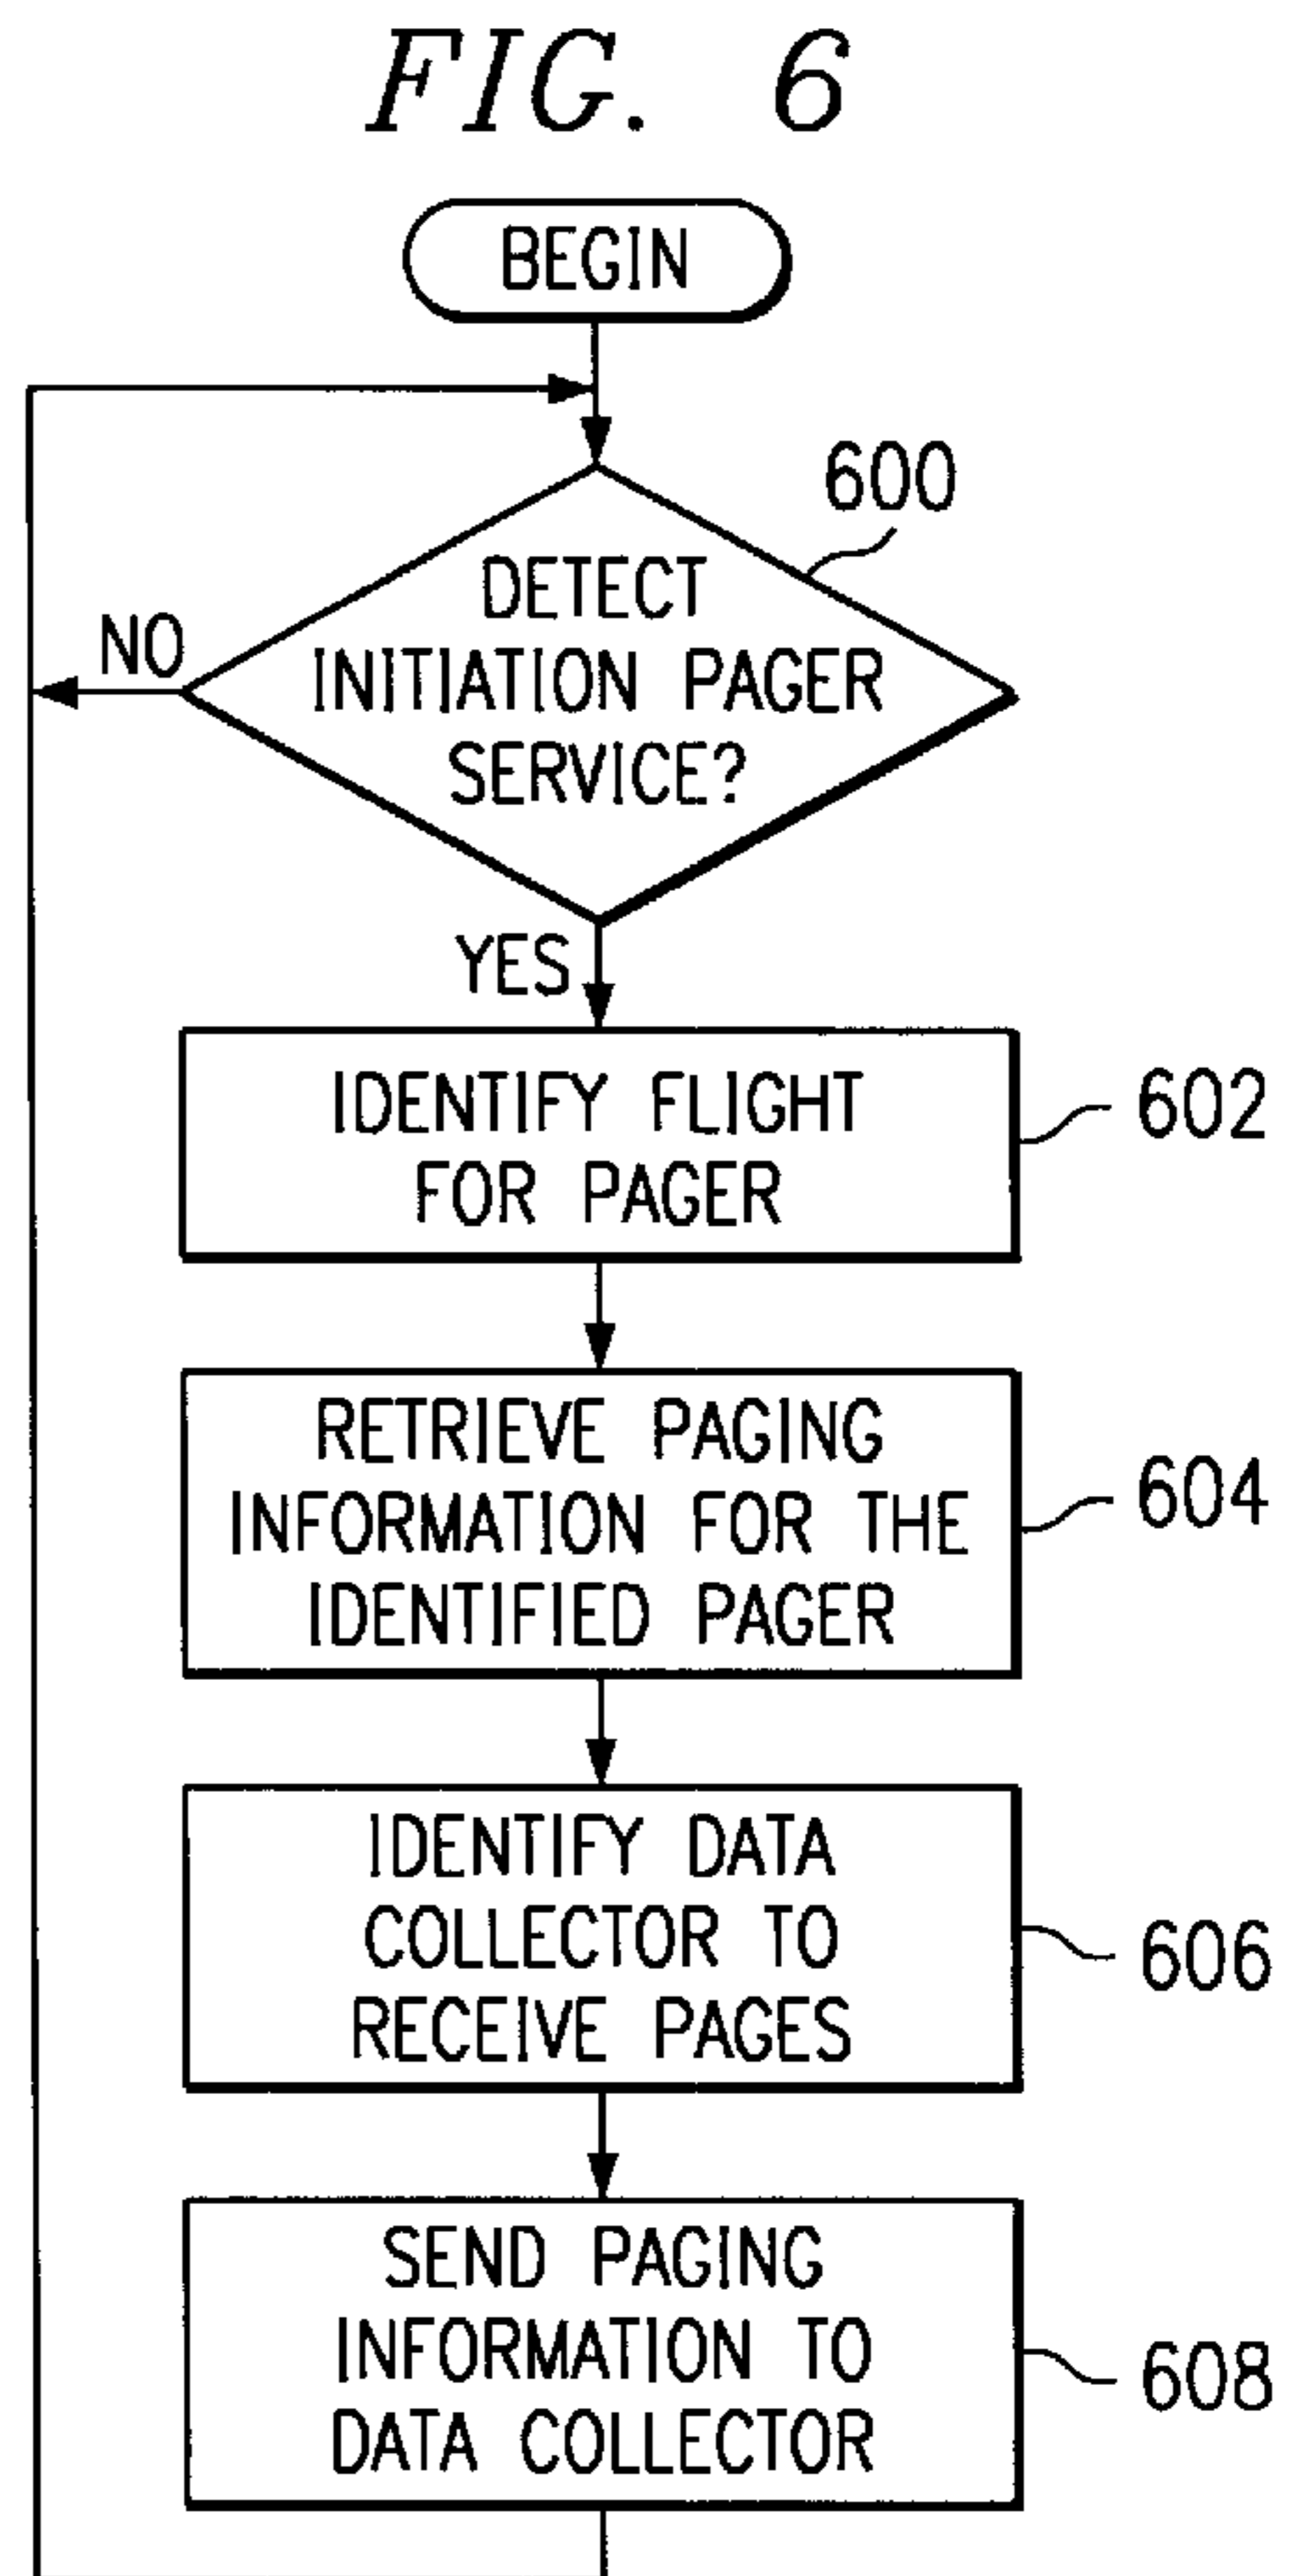 FIG. 6
BEGIN
600
DETECT
INITIATION PAGER
SERVICE?
NO
YES
IDENTIFY FLIGHT
FOR PAGER
602
RETRIEVE PAGING
INFORMATION FOR THE
IDENTIFIED PAGER
604
IDENTIFY DATA
COLLECTOR TO
RECEIVE PAGES
606
SEND PAGING
INFORMATION TO
DATA COLLECTOR
608